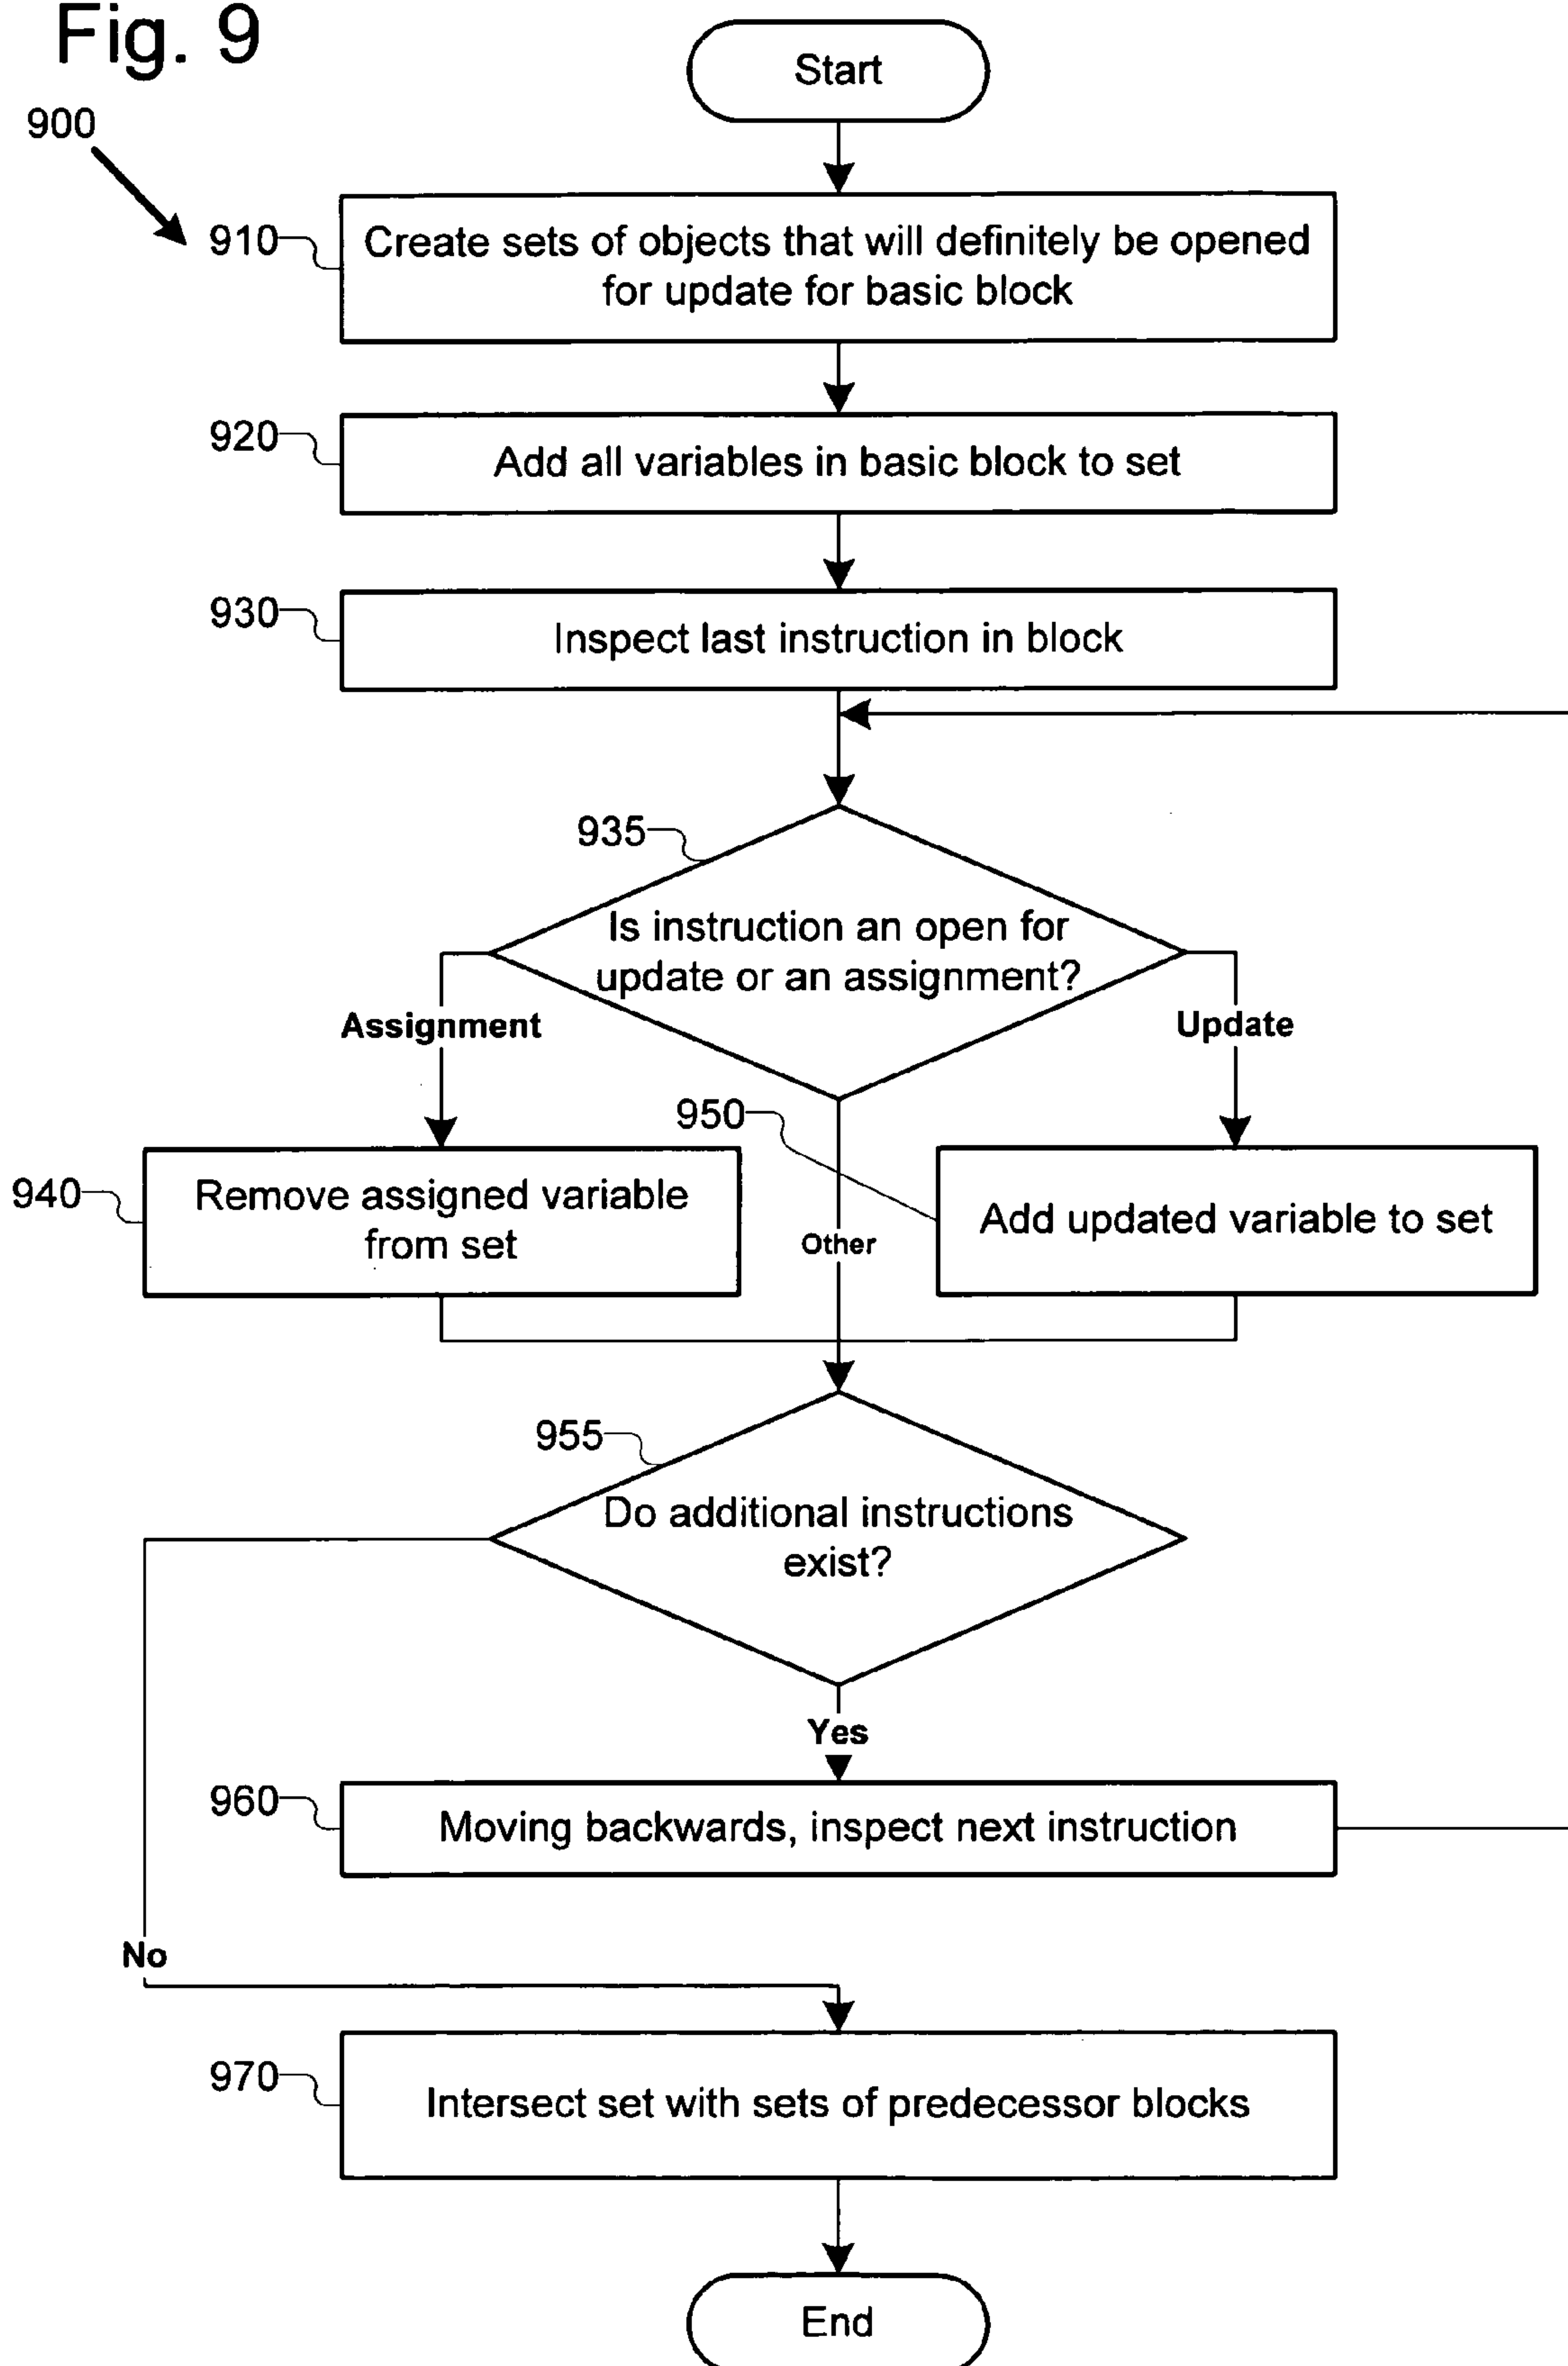 Fig. 9
900
Start
910
Create sets of objects that will definitely be opened
for update for basic block
920
Add all variables in basic block to set
930
Inspect last instruction in block
935
Is instruction an open for
update or an assignment?
Assignment
Update
950
940
Remove assigned variable
from set
Other
Add updated variable to set
955
Do additional instructions
exist?
Yes
960
Moving backwards, inspect next instruction
No
970
Intersect set with sets of predecessor blocks
End